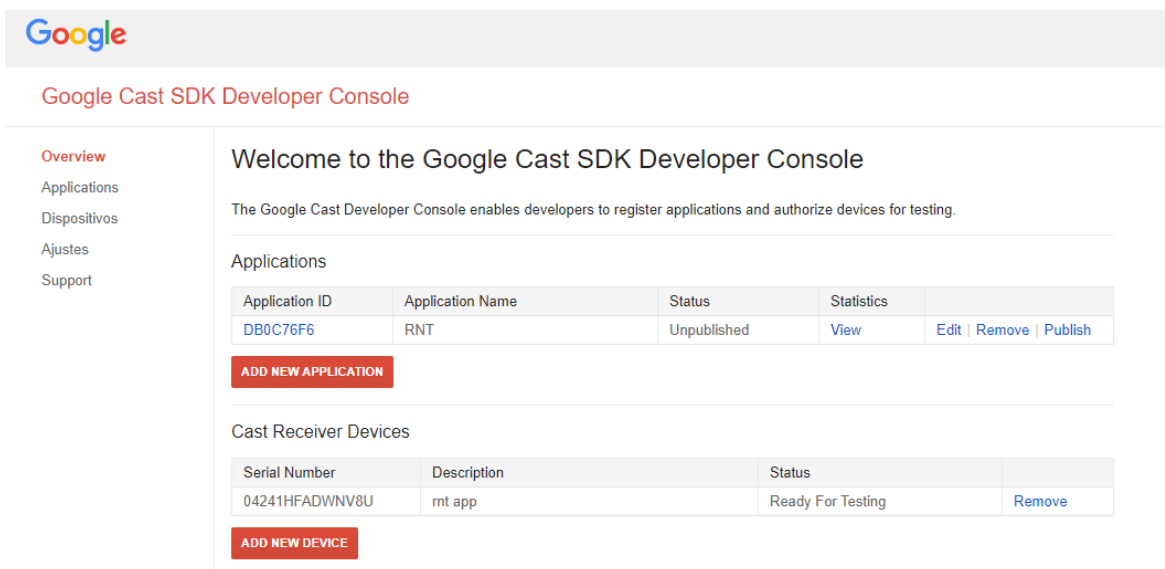 Google
Google Cast SDK Developer Console
Overview
Applications
Dispositivos
Ajustes
Support
Welcome to the Google Cast SDK Developer Console
The Google Cast Developer Console enables developers to register applications and authorize devices for testing.
Applications
Application ID Application Name Status Statistics
DB0C76F6 RNT Unpublished View Edit | Remove | Publish
ADD NEW APPLICATION
Cast Receiver Devices
Serial Number Description Status
04241HFADWNV8U rnt app Ready For Testing Remove
ADD NEW DEVICE